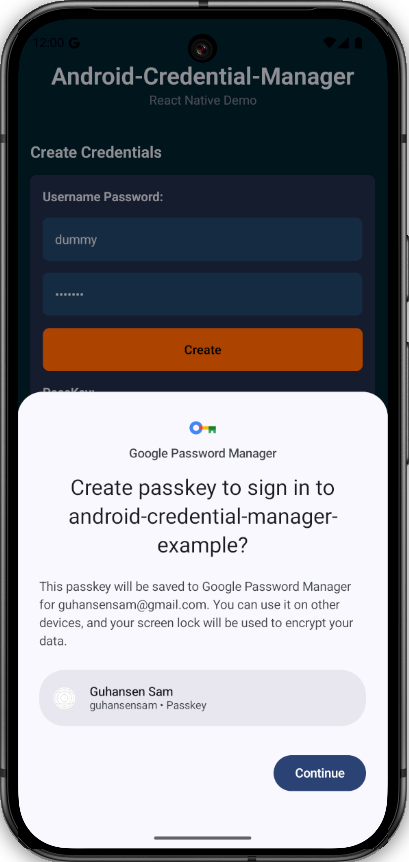 12:00 G
Android-Credential-Manager
React Native Demo
Create Credentials
Username Password:
dummy
•••••••
Create
PassKey:
Google Password Manager
Create passkey to sign in to
android-credential-manager-
example?
This passkey will be saved to Google Password Manager
for guhansensam@gmail.com. You can use it on other
devices, and your screen lock will be used to encrypt your
data.
Guhansen Sam
guhansensam • Passkey
Continue